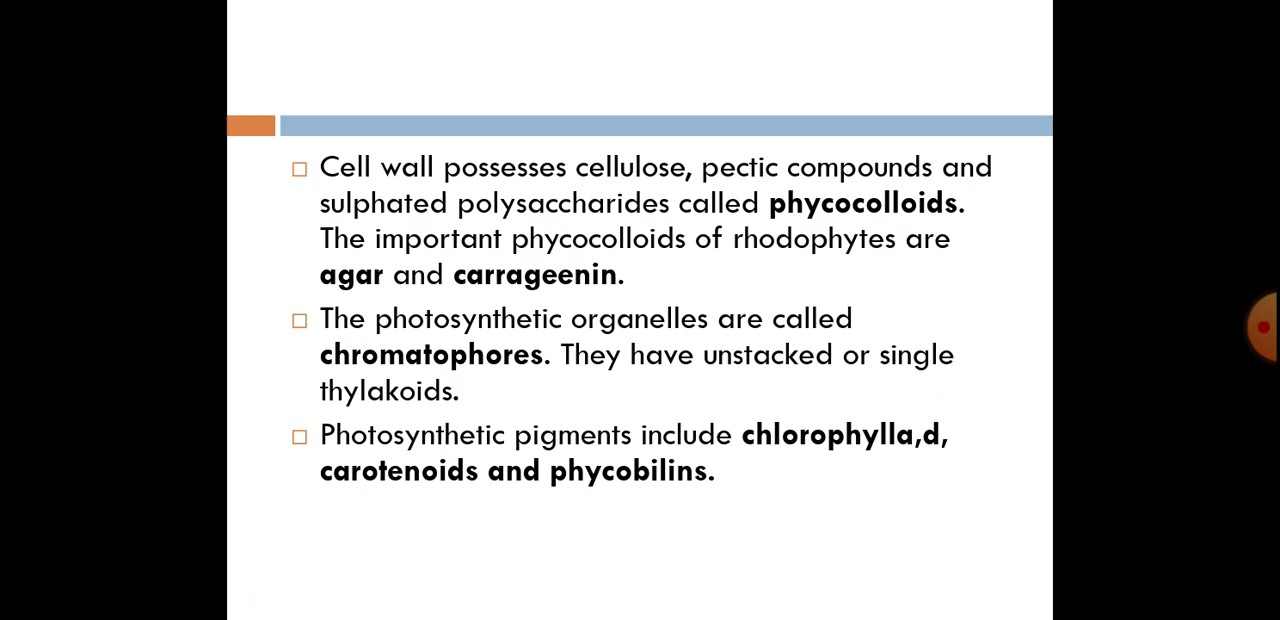 Cell wall possesses cellulose, pectic compounds and
sulphated polysaccharides called phycocolloids.
The important phycocolloids of rhodophytes are
agar and carrageenin.
The photosynthetic organelles are called
chromatophores. They have unstacked or single
thylakoids.
Photosynthetic pigments include chlorophylla,d,
carotenoids and phycobilins.